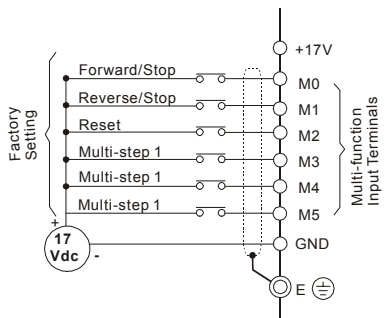 +17V
Forward/Stop
M0
Reverse/Stop
M1
Reset
M2
Multi-step 1
M3
Multi-step 1
M4
Multi-step 1
M5
Factory
Setting
Multi-function
Input Terminals
+
17
Vdc
-
GND
E